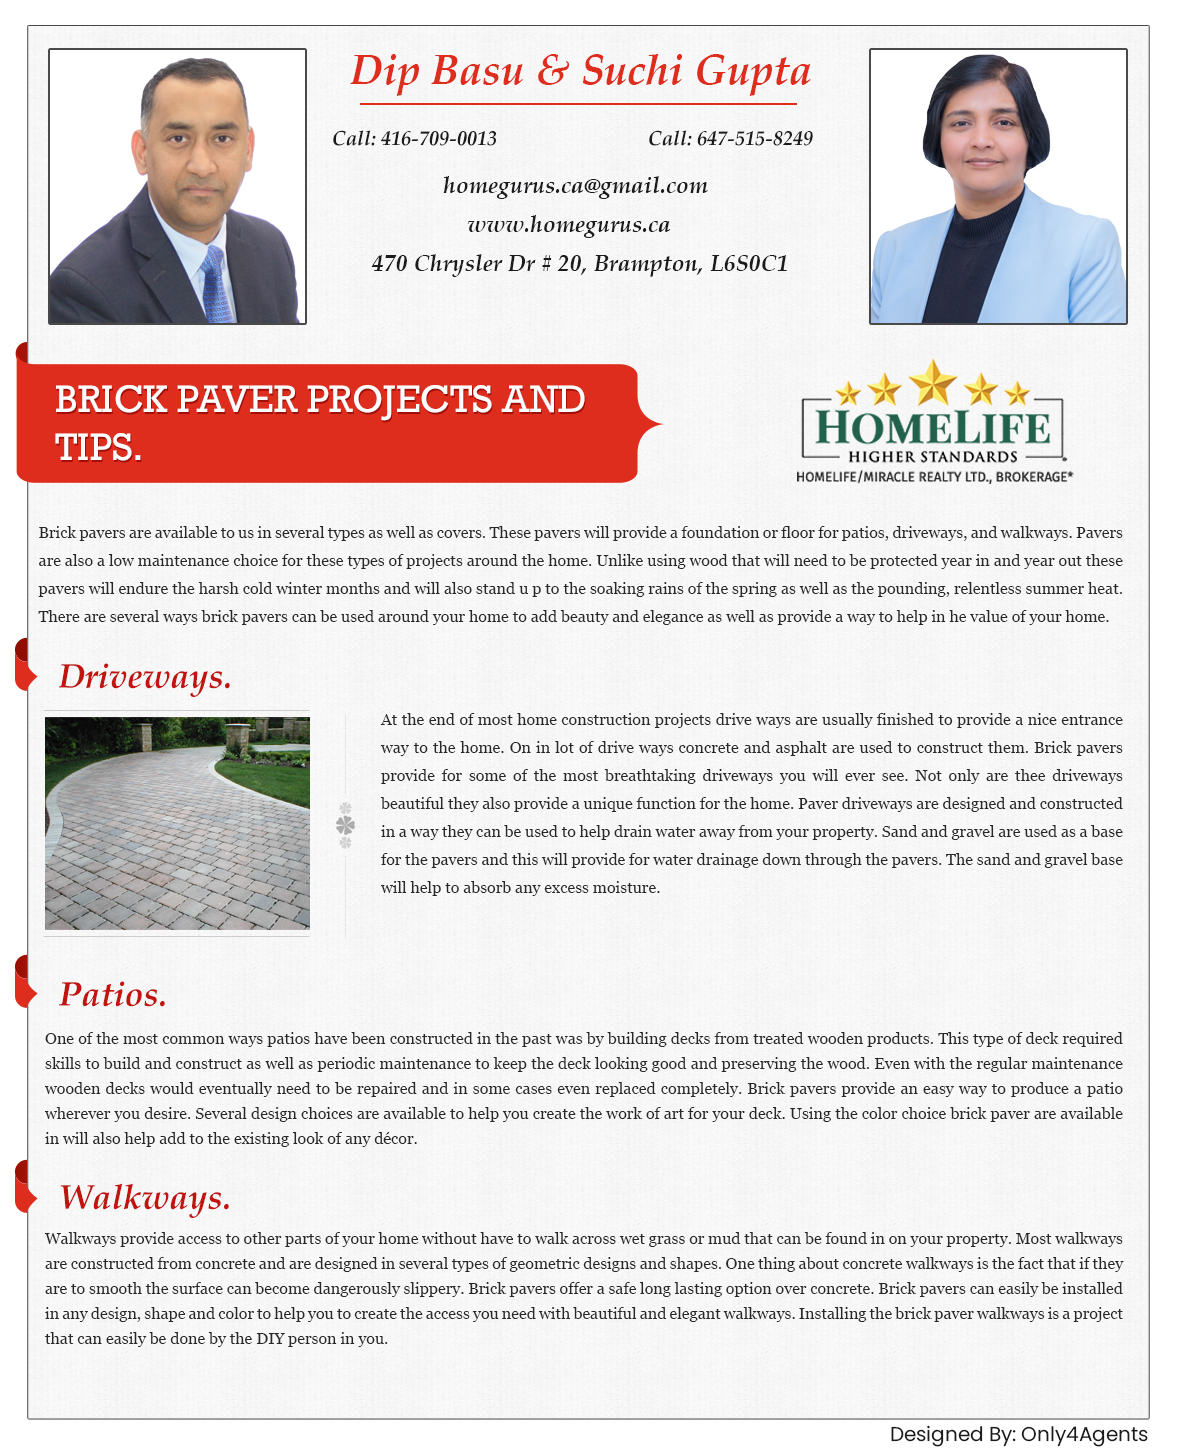 Dip Basu & Suchi Gupta
Call: 416-709-0013
Call: 647-515-8249
homegurus.ca@gmail.com
www.homegurus.ca
470 Chrysler Dr # 20, Brampton, L6S0C1
BRICK PAVER PROJECTS AND
TIPS.
HOMELIFE
HIGHER STANDARDS
HOMELIFE/MIRACLE REALTY LTD., BROKERAGE*
Brick pavers are available to us in several types as well as covers. These pavers will provide a foundation or floor for patios, driveways, and walkways. Pavers
are also a low maintenance choice for these types of projects around the home. Unlike using wood that will need to be protected year in and year out these
pavers will endure the harsh cold winter months and will also stand u p to the soaking rains of the spring as well as the pounding, relentless summer heat.
There are several ways brick pavers can be used around your home to add beauty and elegance as well as provide a way to help in he value of your home.
Driveways.
At the end of most home construction projects drive ways are usually finished to provide a nice entrance
way to the home. On in lot of drive ways concrete and asphalt are used to construct them. Brick pavers
provide for some of the most breathtaking driveways you will ever see. Not only are thee driveways
beautiful they also provide a unique function for the home. Paver driveways are designed and constructed
in a way they can be used to help drain water away from your property. Sand and gravel are used as a base
for the pavers and this will provide for water drainage down through the pavers. The sand and gravel base
will help to absorb any excess moisture.
Patios.
One of the most common ways patios have been constructed in the past was by building decks from treated wooden products. This type of deck required
skills to build and construct as well as periodic maintenance to keep the deck looking good and preserving the wood. Even with the regular maintenance
wooden decks would eventually need to be repaired and in some cases even replaced completely. Brick pavers provide an easy way to produce a patio
wherever you desire. Several design choices are available to help you create the work of art for your deck. Using the color choice brick paver are available
in will also help add to the existing look of any décor.
Walkways.
Walkways provide access to other parts of your home without have to walk across wet grass or mud that can be found in on your property. Most walkways
are constructed from concrete and are designed in several types of geometric designs and shapes. One thing about concrete walkways is the fact that if they
are to smooth the surface can become dangerously slippery. Brick pavers offer a safe long lasting option over concrete. Brick pavers can easily be installed
in any design, shape and color to help you to create the access you need with beautiful and elegant walkways. Installing the brick paver walkways is a project
that can easily be done by the DIY person in you.
Designed By: Only4Agents